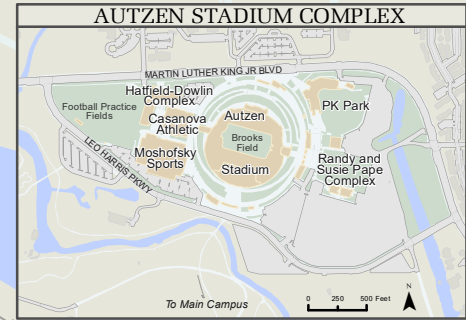 AUTZEN STADIUM COMPLEX
MARTIN LUTHER KING JR BLVD
Hatfield-Dowlin
Complex
Football Practice
Fields
Casanova
Athletic
Autzen
PK Park
Brooks
Field
Moshofsky
Sports
Stadium
Randy and
Susie Pape
Complex
LEO HARRIS PKWY
To Main Campus
0 250 500 Feet
N